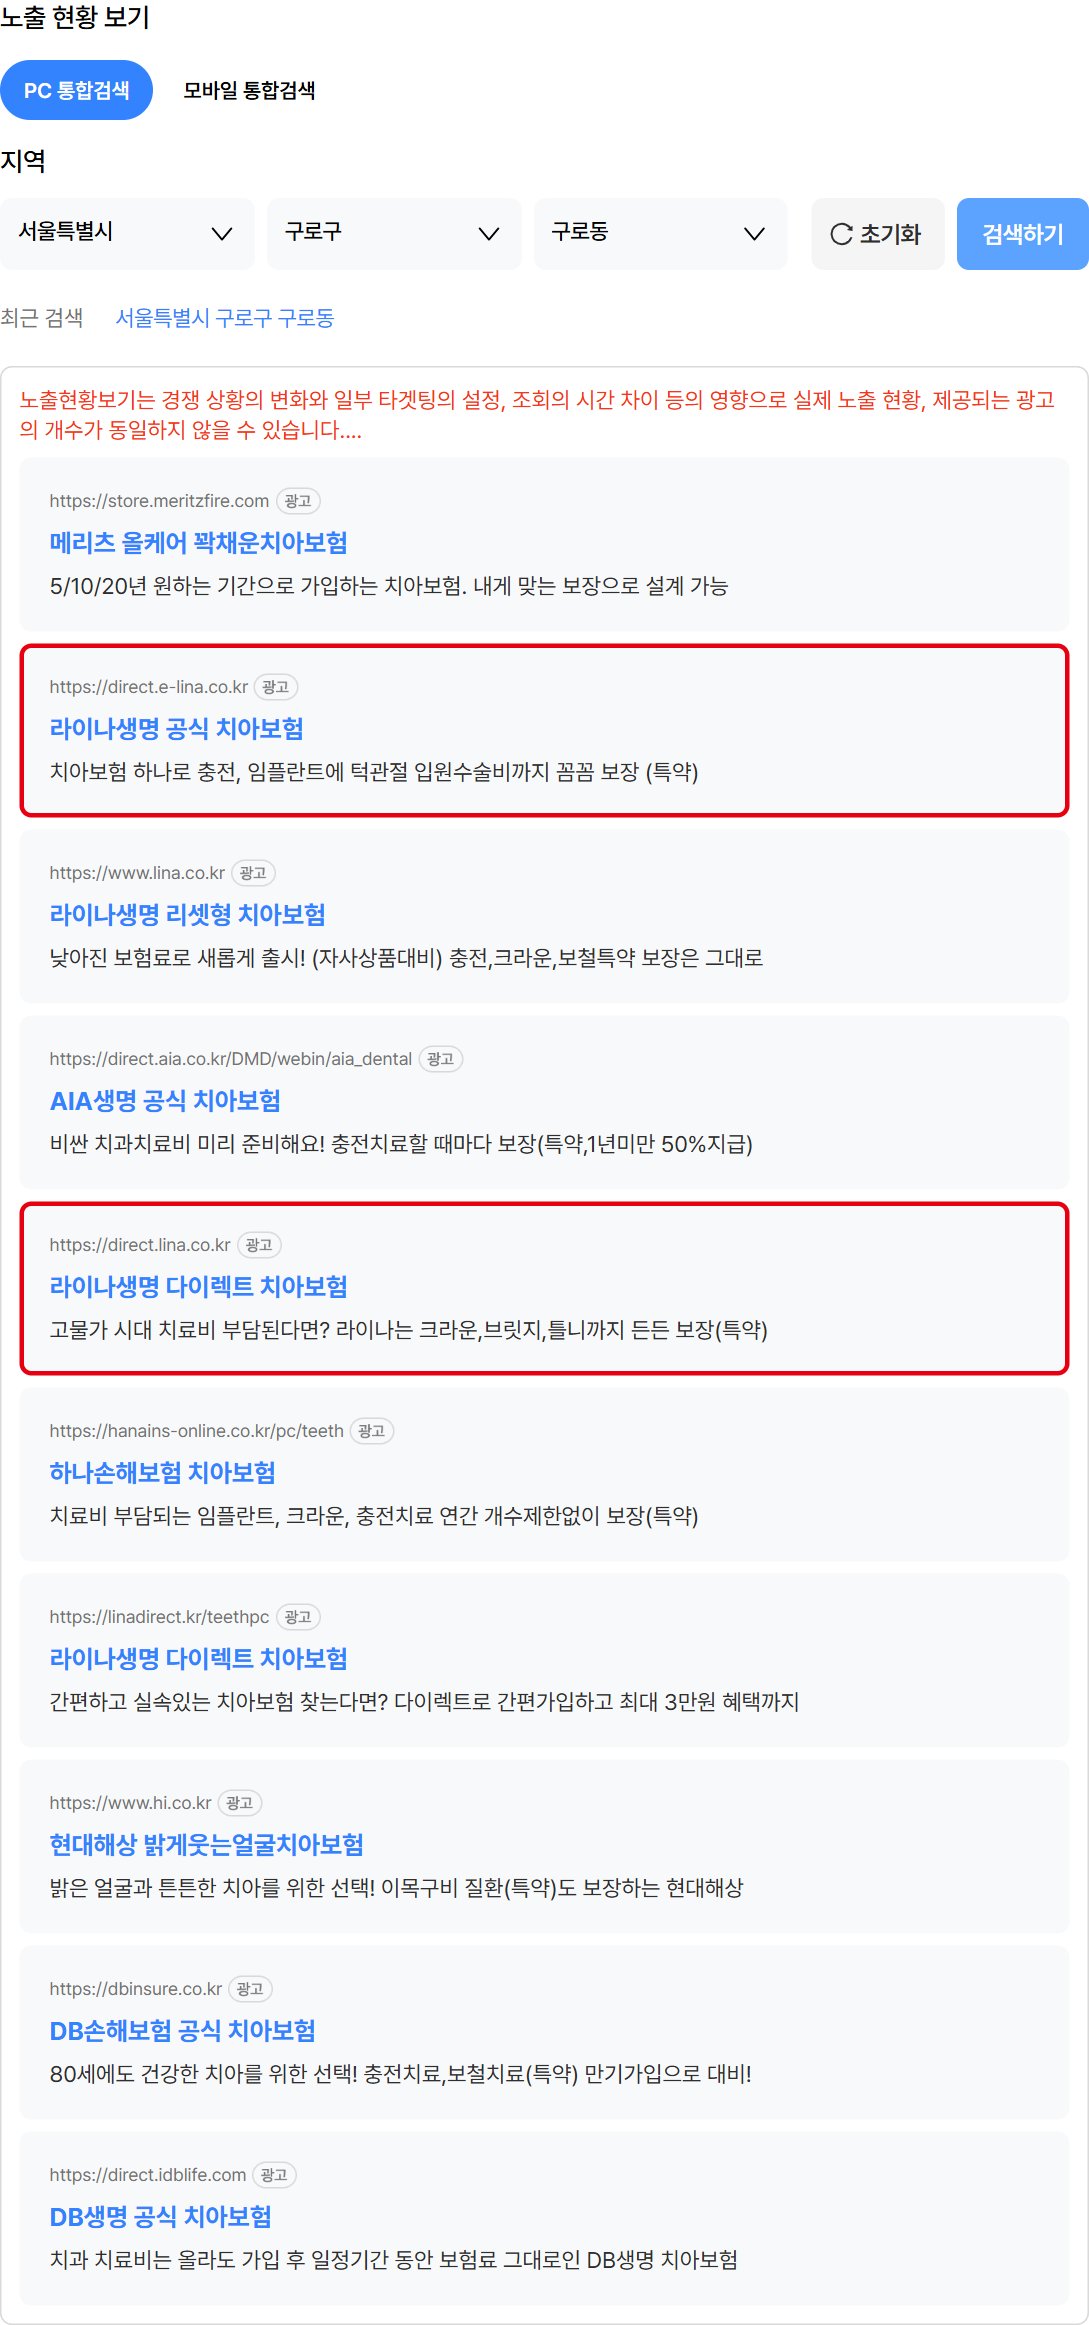 노출 현황 보기
PC 통합검색 모바일 통합검색
지역
서울특별시 구로구 구로동 초기화 검색하기
최근 검색 서울특별시 구로구 구로동
노출현황보기는 경쟁 상황의 변화와 일부 타겟팅의 설정, 조회의 시간 차이 등의 영향으로 실제 노출 현황, 제공되는 광고
의 개수가 동일하지 않을 수 있습니다....
https://store.meritzfire.com 광고
메리츠 올케어 꽉채운치아보험
5/10/20년 원하는 기간으로 가입하는 치아보험. 내게 맞는 보장으로 설계 가능
https://direct.e-lina.co.kr 광고
라이나생명 공식 치아보험
치아보험 하나로 충전, 임플란트에 턱관절 입원수술비까지 꼼꼼 보장 (특약)
https://www.lina.co.kr 광고
라이나생명 리셋형 치아보험
낮아진 보험료로 새롭게 출시! (자사상품대비) 충전,크라운,보철특약 보장은 그대로
https://direct.aia.co.kr/DMD/webin/aia_dental 광고
AIA생명 공식 치아보험
비싼 치과치료비 미리 준비해요! 충전치료할 때마다 보장(특약,1년미만 50%지급)
https://direct.lina.co.kr 광고
라이나생명 다이렉트 치아보험
고물가 시대 치료비 부담된다면? 라이나는 크라운,브릿지,틀니까지 든든 보장(특약)
https://hanains-online.co.kr/pc/teeth 광고
하나손해보험 치아보험
치료비 부담되는 임플란트, 크라운, 충전치료 연간 개수제한없이 보장(특약)
https://linadirect.kr/teethpc 광고
라이나생명 다이렉트 치아보험
간편하고 실속있는 치아보험 찾는다면? 다이렉트로 간편가입하고 최대 3만원 혜택까지
https://www.hi.co.kr 광고
현대해상 밝게웃는얼굴치아보험
밝은 얼굴과 튼튼한 치아를 위한 선택! 이목구비 질환(특약)도 보장하는 현대해상
https://dbinsure.co.kr 광고
DB손해보험 공식 치아보험
80세에도 건강한 치아를 위한 선택! 충전치료,보철치료(특약) 만기가입으로 대비!
https://direct.idblife.com 광고
DB생명 공식 치아보험
치과 치료비는 올라도 가입 후 일정기간 동안 보험료 그대로인 DB생명 치아보험